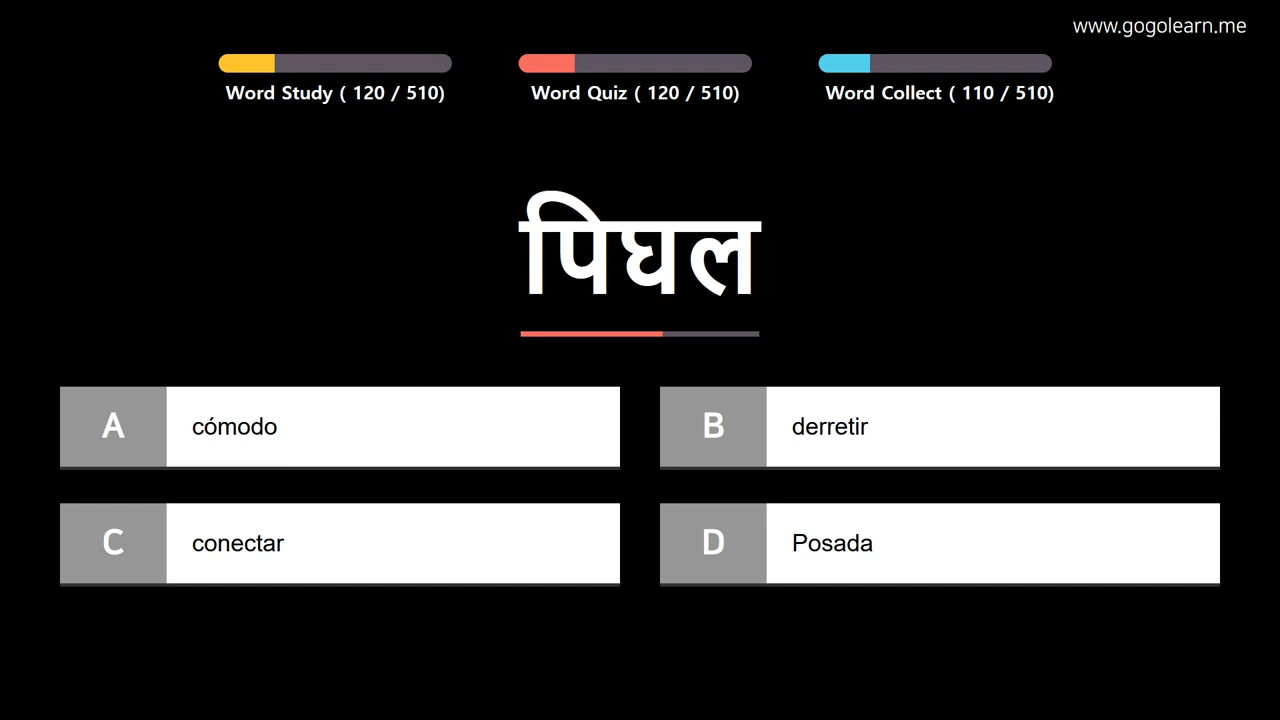 www.gogolearn.me
Word Study ( 120 / 510)
Word Quiz ( 120 / 510)
Word Collect ( 110 / 510)
पिघल
A cómodo
B derretir
C conectar
D Posada